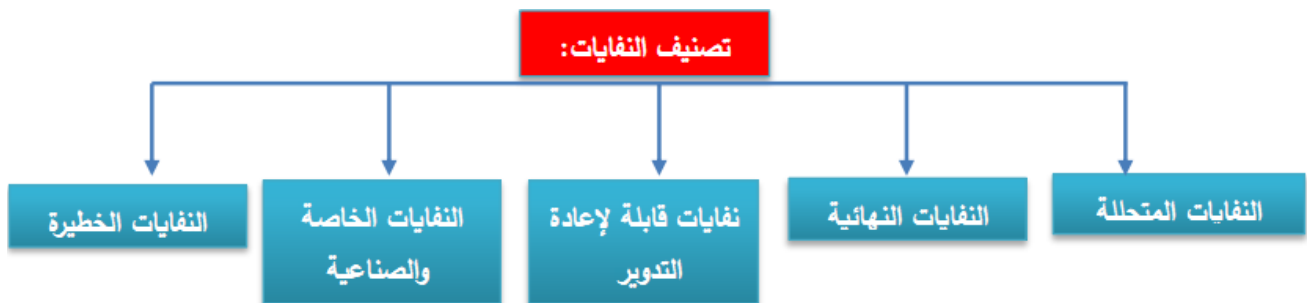 تصنيف النفايات:
النفايات المتحللة
النفايات النهائية
نفايات قابلة لإعادة
التدوير
النفايات الخاصة
والصناعية
النفايات الخطيرة